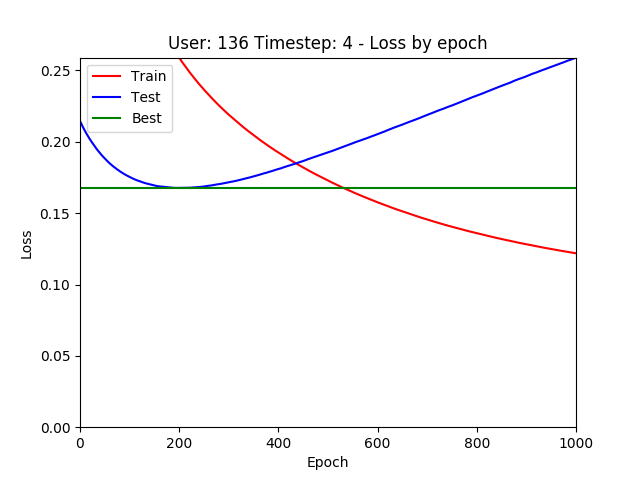 User: 136 Timestep: 4 - Loss by epoch
0.25
0.20
0.15
0.10
0.05
0.00
Loss
Train
Test
Best
0 200 400 600 800 1000
Epoch